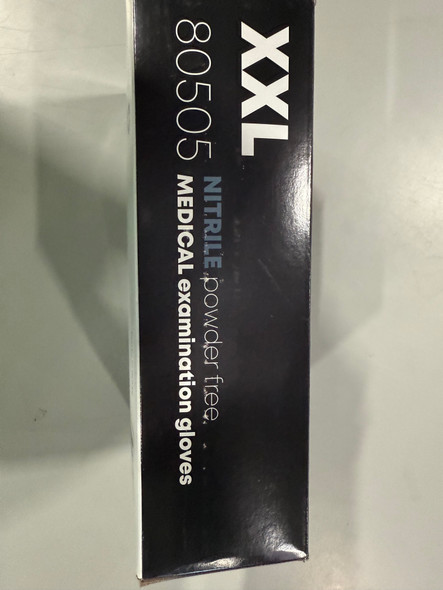 XXL
80505 NITRILE powder free
MEDICAL examination gloves